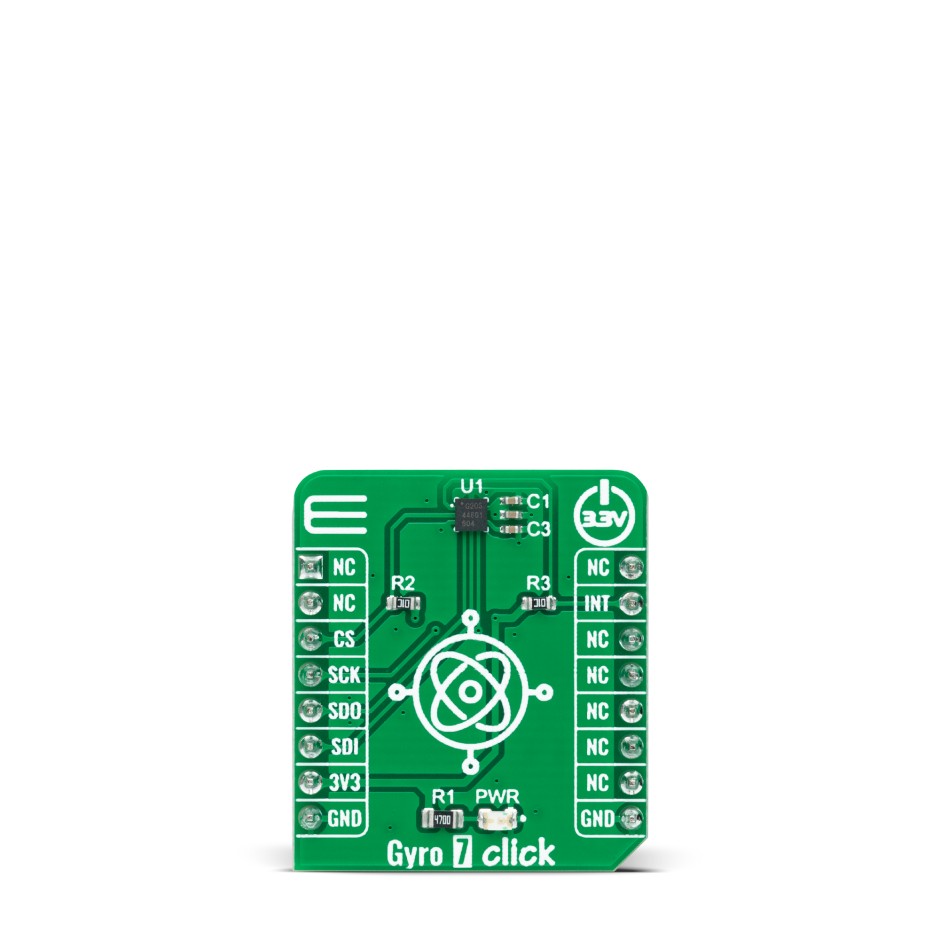 U1
C1
C3
3.3V
NC
NC
CS
SCK
SDO
SDI
3V3
GND
R2
R3
NC
INT
NC
NC
NC
NC
NC
GND
R1 PWR
4700
Gyro 7 click